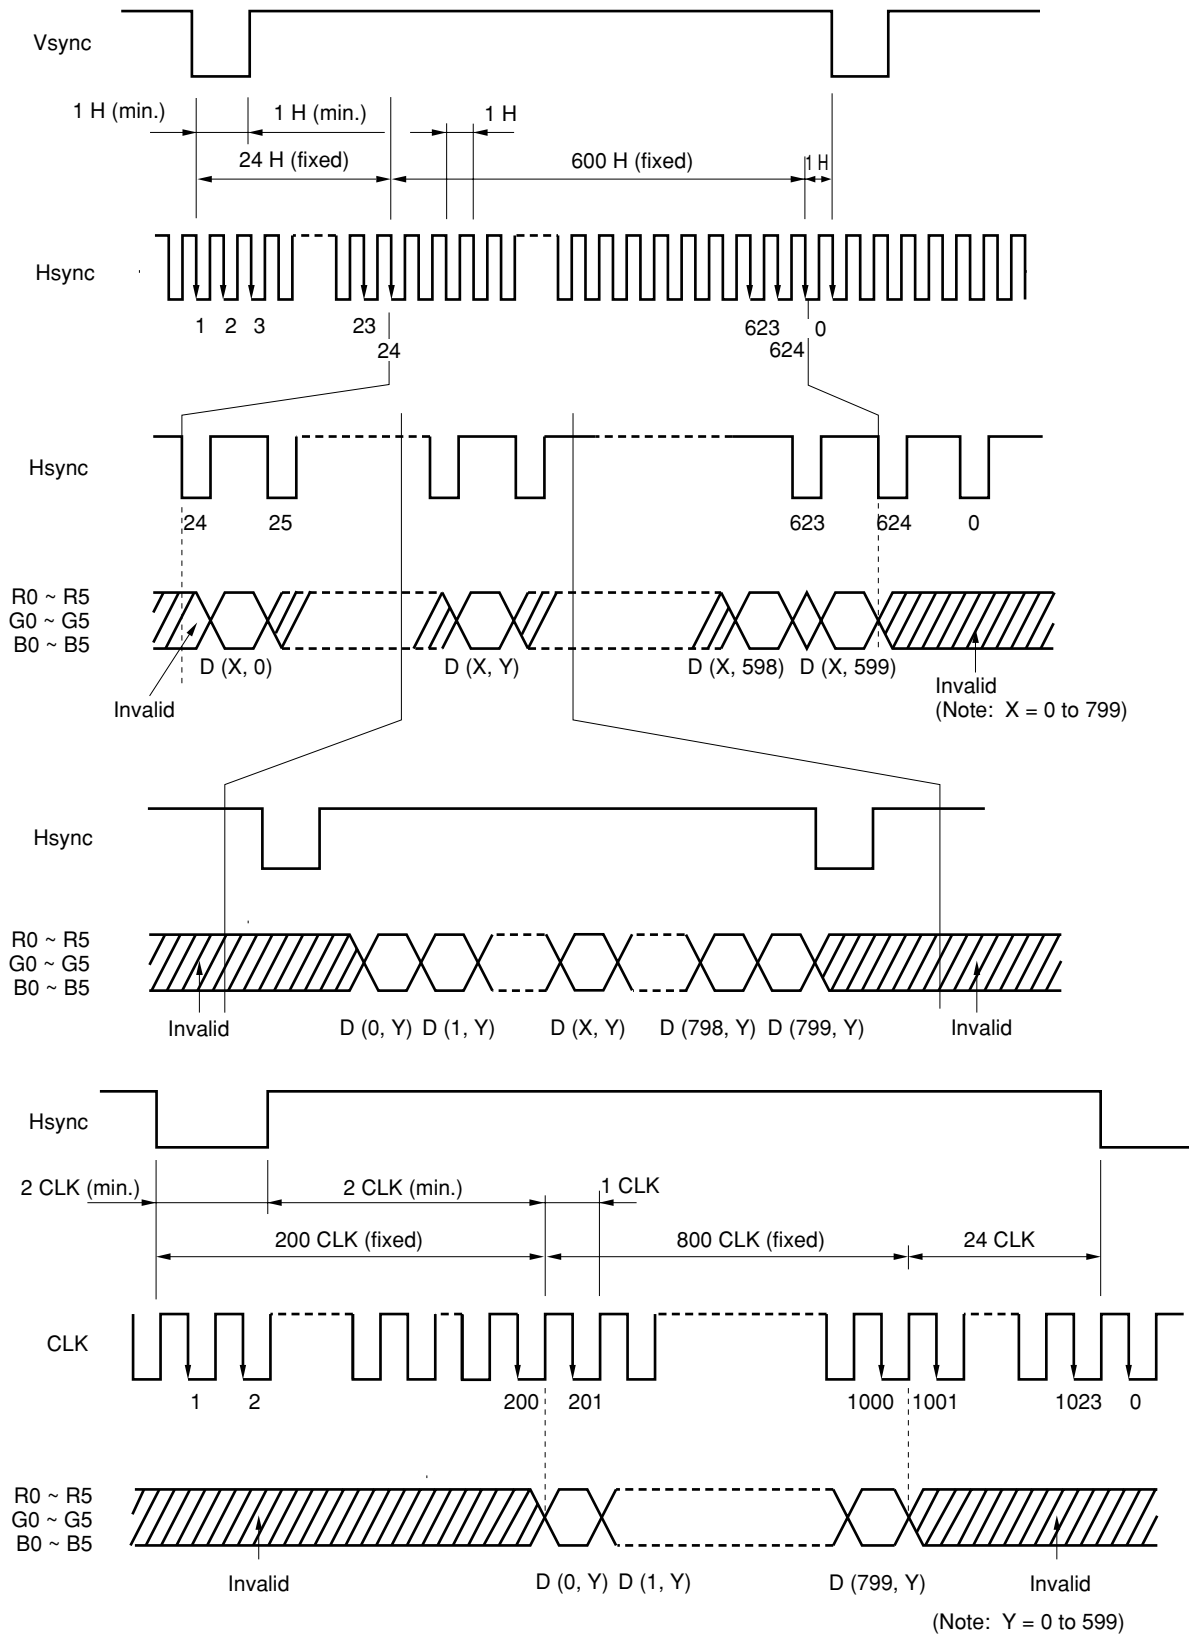 Vsync
1 H (min.)
1 H (min.)
1 H
24 H (fixed)
600 H (fixed)
1 H
Hsync
1 2 3
23
24
623
624
0
Hsync
24
25
623
624
0
R0 ~ R5
G0 ~ G5
B0 ~ B5
D (X, 0)
D (X, Y)
D (X, 598)
D (X, 599)
Invalid
Invalid
(Note: X = 0 to 799)
Hsync
R0 ~ R5
G0 ~ G5
B0 ~ B5
Invalid
D (0, Y) D (1, Y)
D (X, Y)
D (798, Y) D (799, Y)
Invalid
Hsync
2 CLK (min.)
2 CLK (min.)
1 CLK
200 CLK (fixed)
800 CLK (fixed)
24 CLK
CLK
1
2
200
201
1000
1001
1023
0
R0 ~ R5
G0 ~ G5
B0 ~ B5
Invalid
D (0, Y) D (1, Y)
D (799, Y)
Invalid
(Note: Y = 0 to 599)